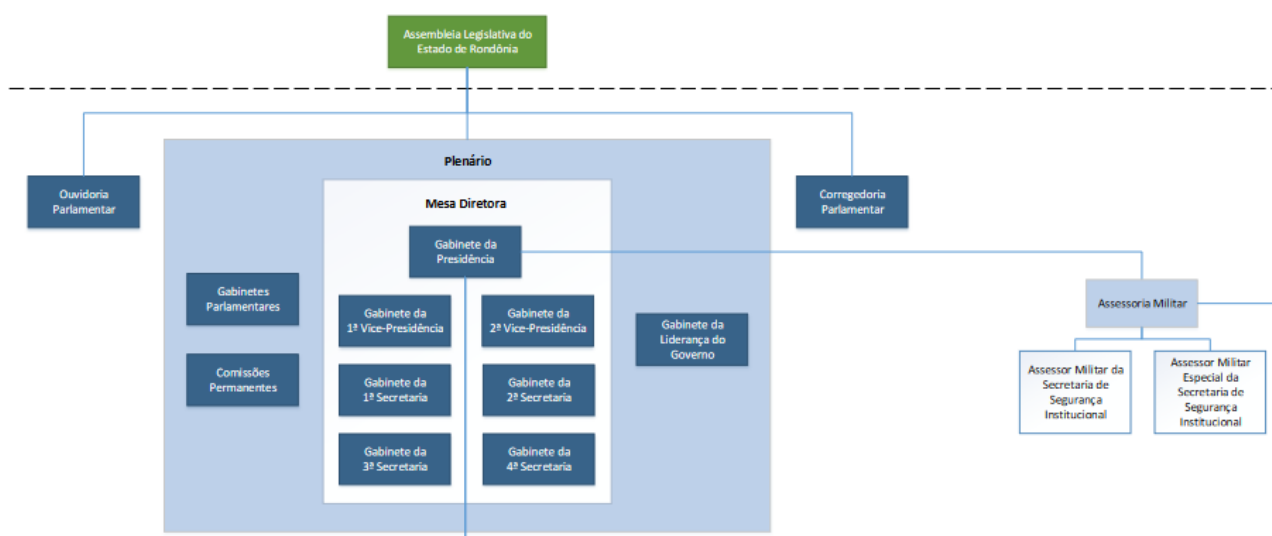 Assembleia Legislativa do
Estado de Rondônia
Plenário
Ouvidoria
Parlamentar
Mesa Diretora
Corregedoria
Parlamentar
Gabinete da
Presidência
Gabinetes
Parlamentares
Gabinete da
1ª Vice-Presidência
Gabinete da
2ª Vice-Presidência
Gabinete da
Liderança do
Governo
Assessoria Militar
Comissões
Permanentes
Gabinete da
1ª Secretaria
Gabinete da
2ª Secretaria
Assessor Militar da
Secretaria de
Segurança
Institucional
Assessor Militar
Especial da
Secretaria de
Segurança
Institucional
Gabinete da
3ª Secretaria
Gabinete da
4ª Secretaria